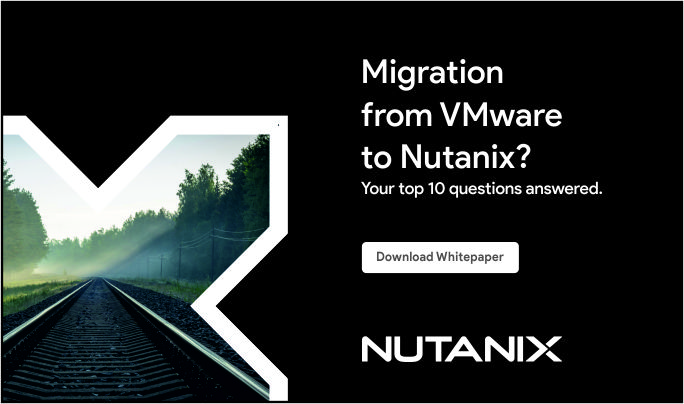 Migration
from VMware
to Nutanix?
Your top 10 questions answered.
Download Whitepaper
NUTANIX